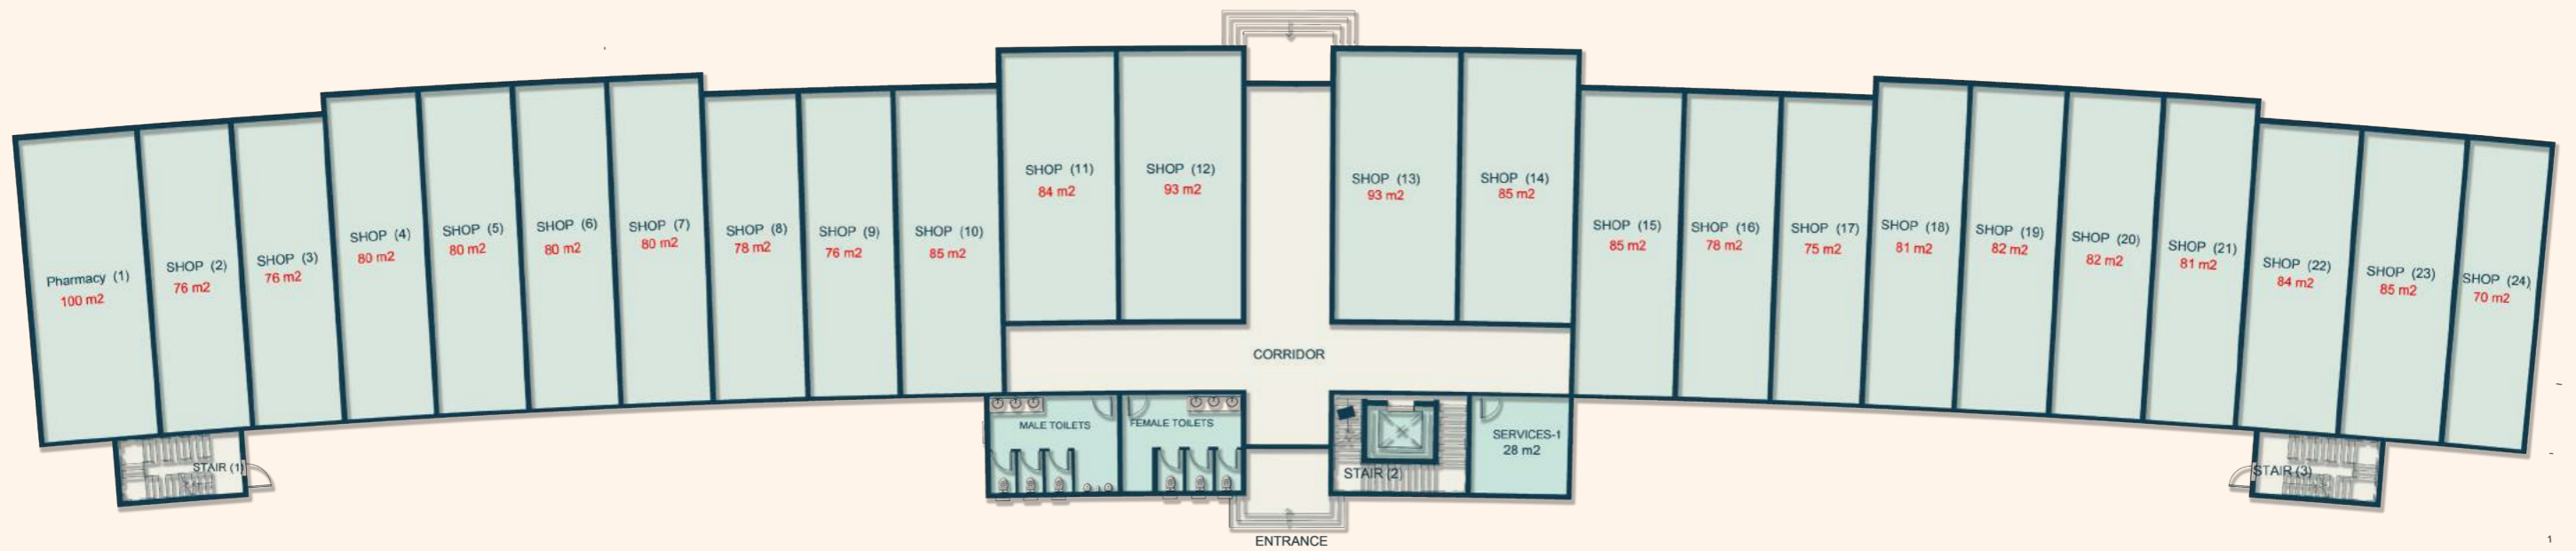 Pharmacy (1)
100 m2
SHOP (2)
76 m2
SHOP (3)
76 m2
SHOP (4)
80 m2
SHOP (5)
80 m2
SHOP (6)
80 m2
SHOP (7)
80 m2
SHOP (8)
78 m2
SHOP (9)
76 m2
SHOP (10)
85 m2
SHOP (11)
84 m2
SHOP (12)
93 m2
SHOP (13)
93 m2
SHOP (14)
85 m2
SHOP (15)
85 m2
SHOP (16)
78 m2
SHOP (17)
75 m2
SHOP (18)
81 m2
SHOP (19)
82 m2
SHOP (20)
82 m2
SHOP (21)
81 m2
SHOP (22)
84 m2
SHOP (23)
85 m2
SHOP (24)
70 m2
CORRIDOR
MALE TOILETS
FEMALE TOILETS
STAIR (2)
SERVICES-1
28 m2
STAIR (1)
STAIR (3)
ENTRANCE
1